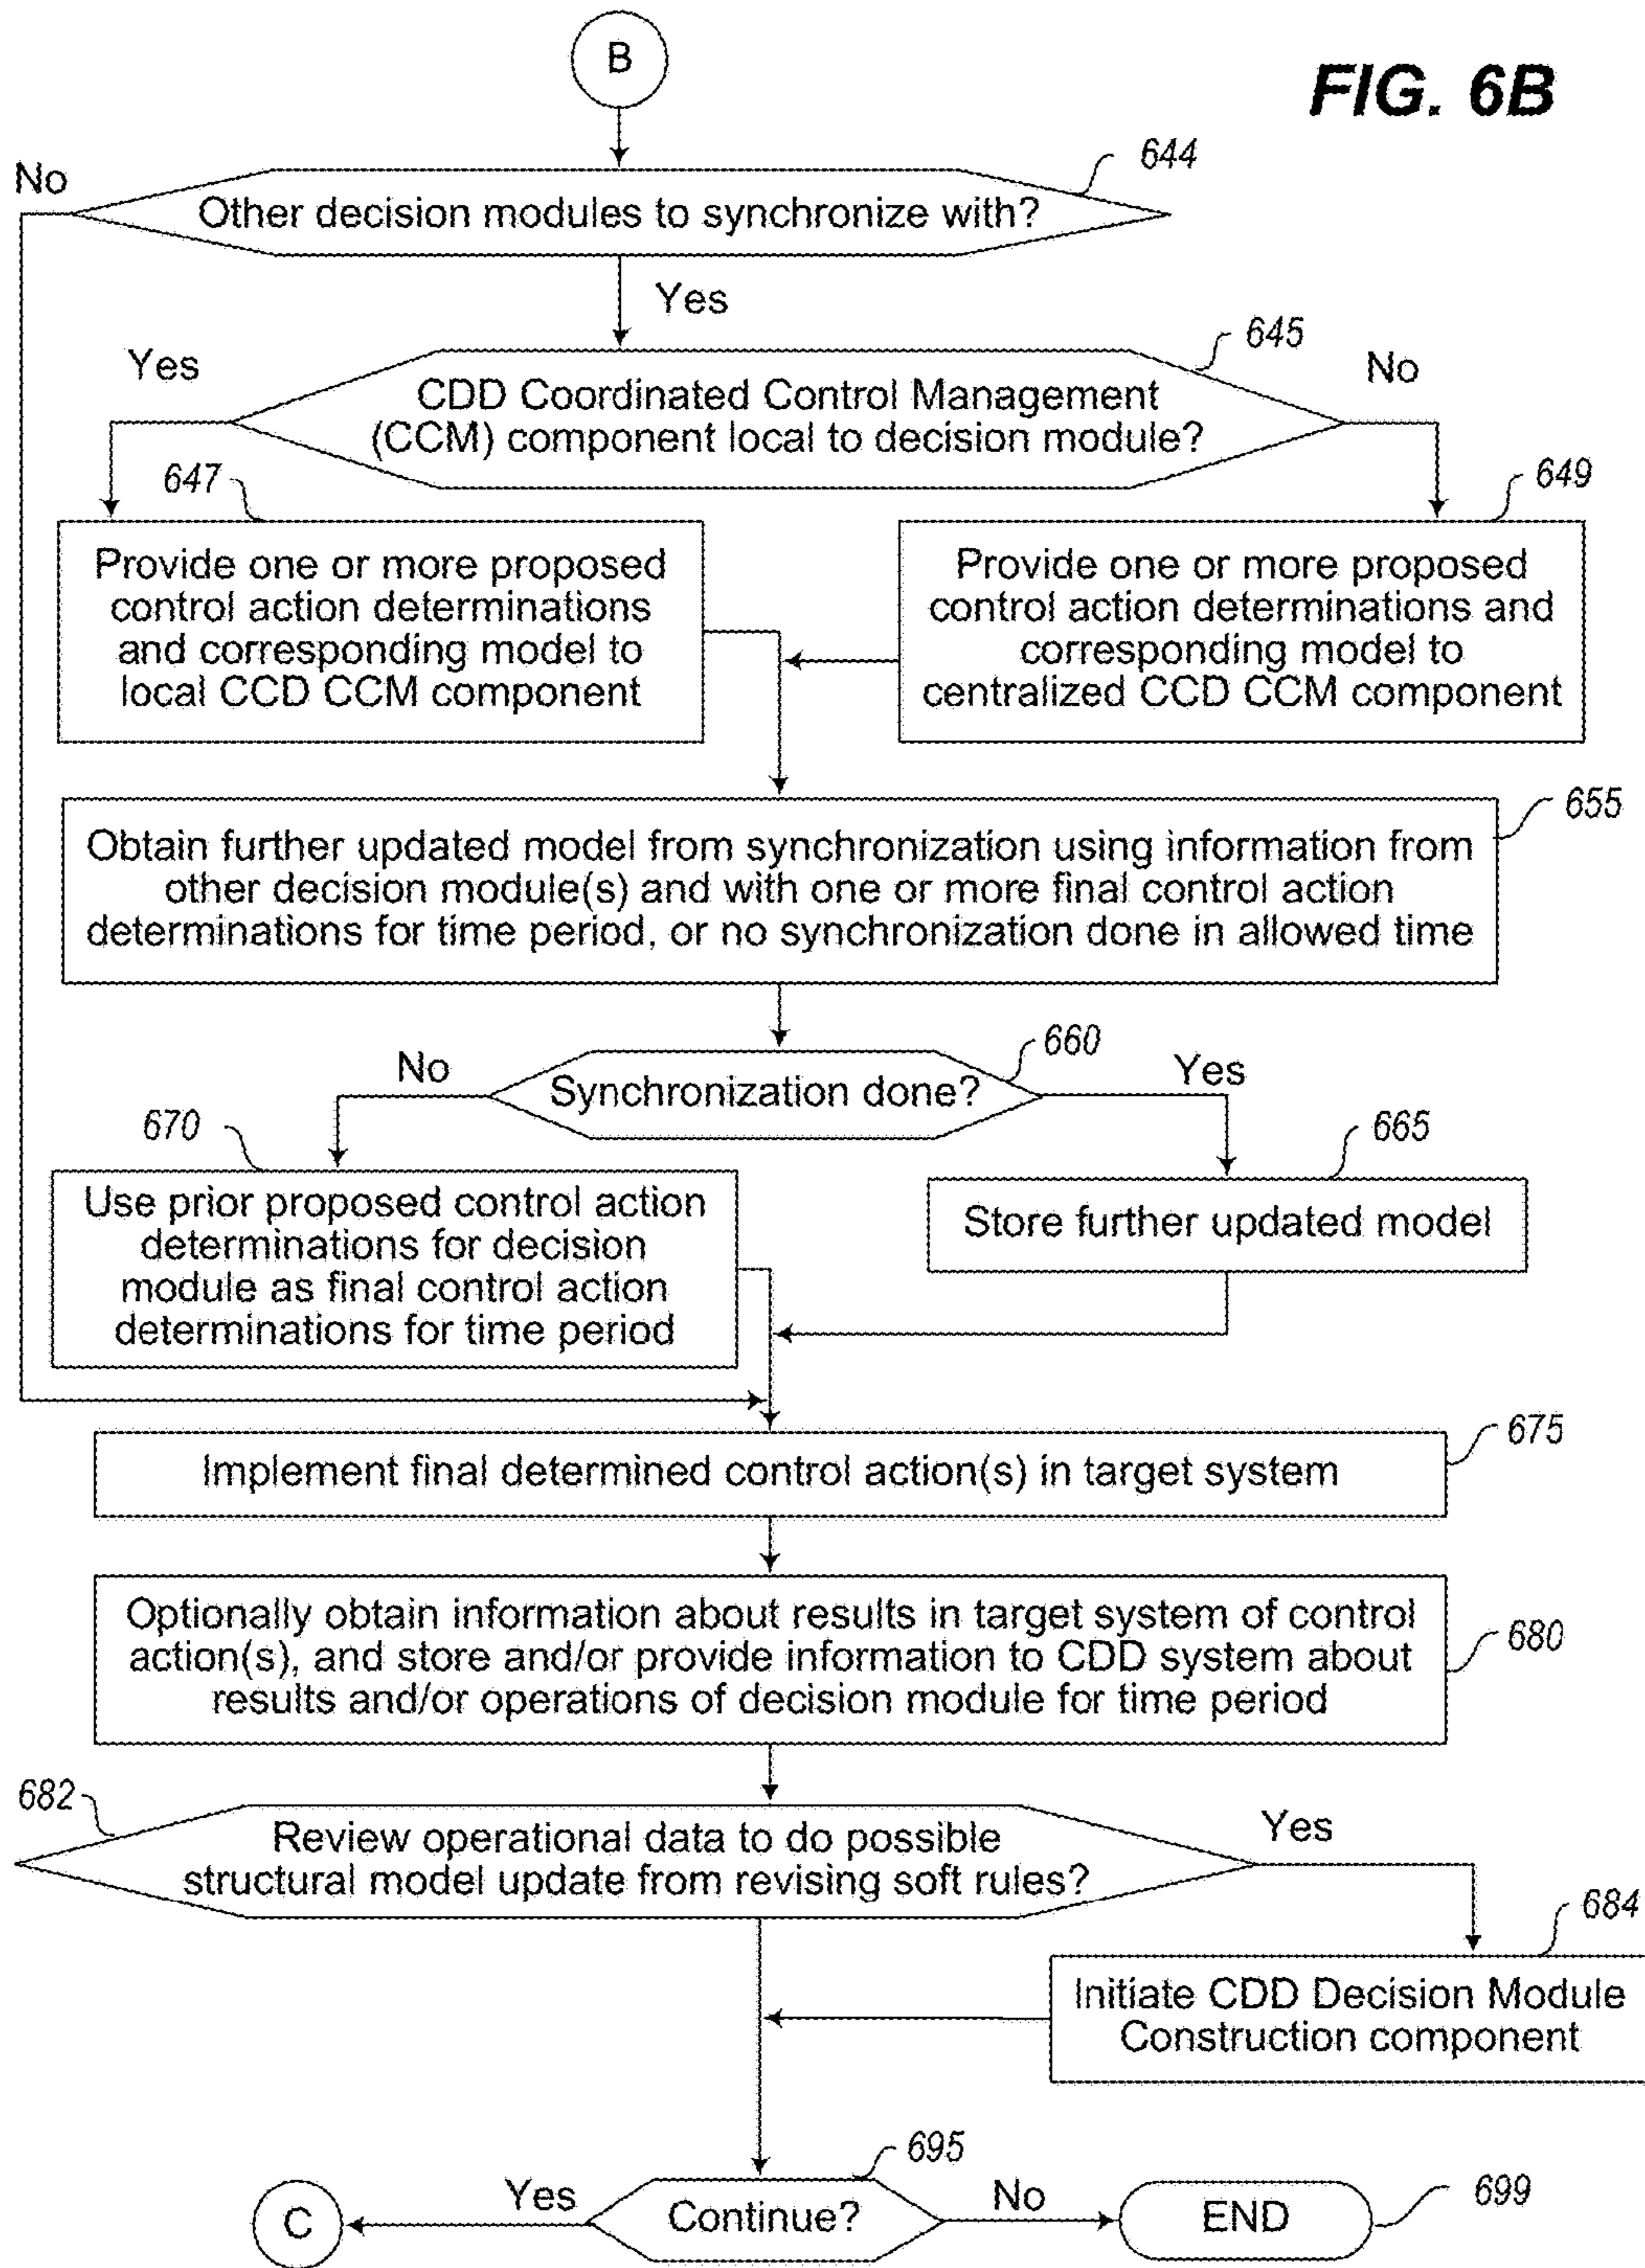 B
FIG. 6B
644
No
Other decision modules to synchronize with?
Yes
645
Yes
No
CDD Coordinated Control Management
(CCM) component local to decision module?
647
649
Provide one or more proposed
control action determinations
and corresponding model to
local CCD CCM component
Provide one or more proposed
control action determinations and
corresponding model to
centralized CCD CCM component
655
Obtain further updated model from synchronization using information from
other decision module(s) and with one or more final control action
determinations for time period, or no synchronization done in allowed time
660
No
Synchronization done?
Yes
670
665
Use prior proposed control action
determinations for decision
module as final control action
determinations for time period
Store further updated model
675
Implement final determined control action(s) in target system
Optionally obtain information about results in target system of control
action(s), and store and/or provide information to CDD system about
results and/or operations of decision module for time period
680
682
Review operational data to do possible
structural model update from revising soft rules?
Yes
684
Initiate CDD Decision Module
Construction component
695
C
Yes
Continue?
No
END
699